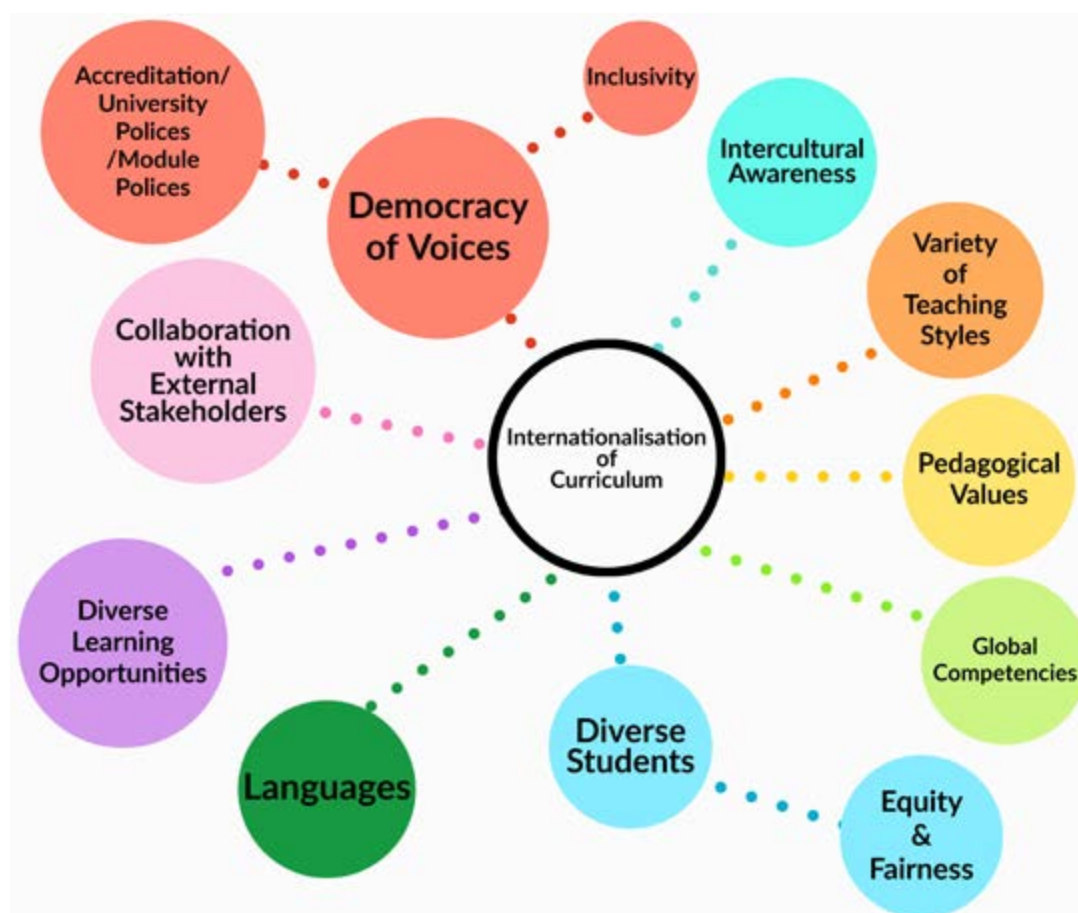 Accreditation/
University
Polices
/Module
Polices
Inclusivity
Democracy
of Voices
Intercultural
Awareness
Variety
of
Teaching
Styles
Collaboration
with
External
Stakeholders
Internationalisation
of
Curriculum
Pedagogical
Values
Diverse
Learning
Opportunities
Global
Competencies
Languages
Diverse
Students
Equity
&
Fairness